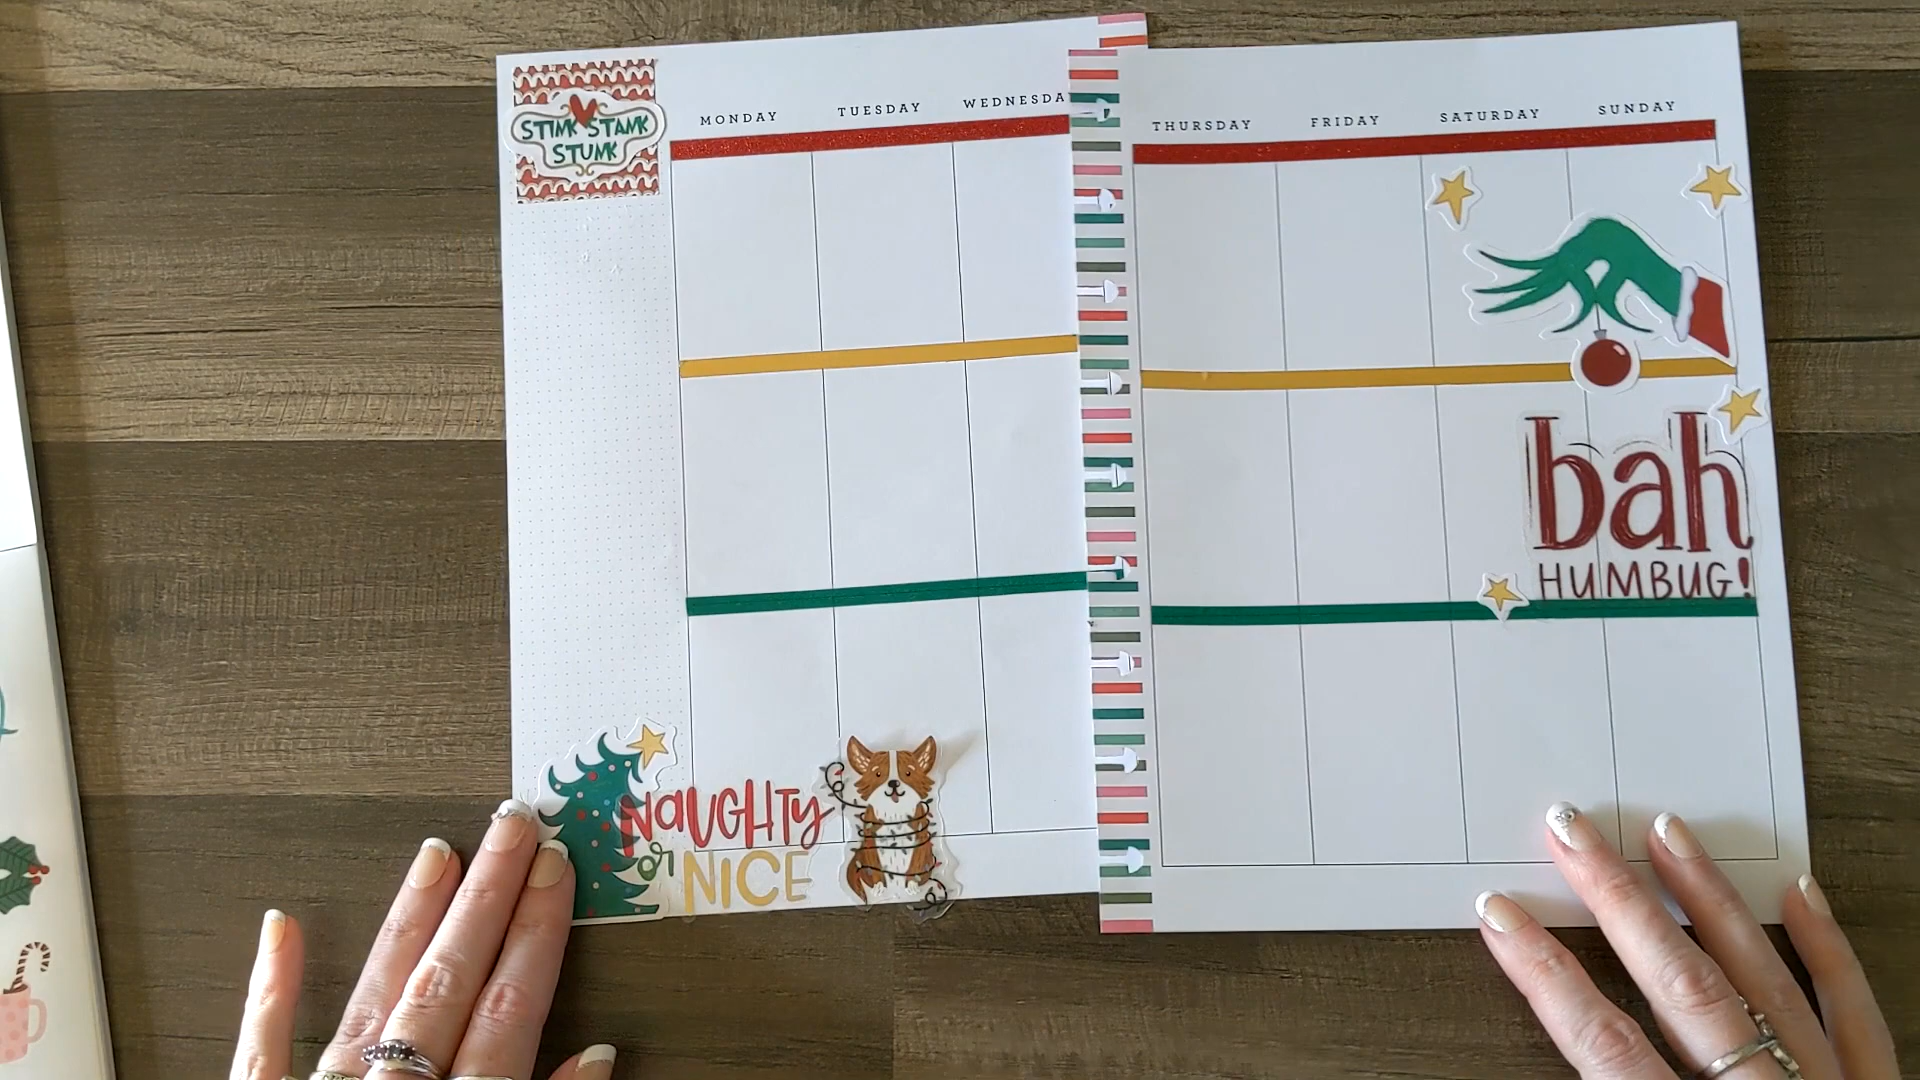 STINK STANK
STUNK
MONDAY
TUESDAY
WEDNESDA
THURSDAY
FRIDAY
SATURDAY
SUNDAY
bah
HUMBUG!
NAUGHTY
or NICE